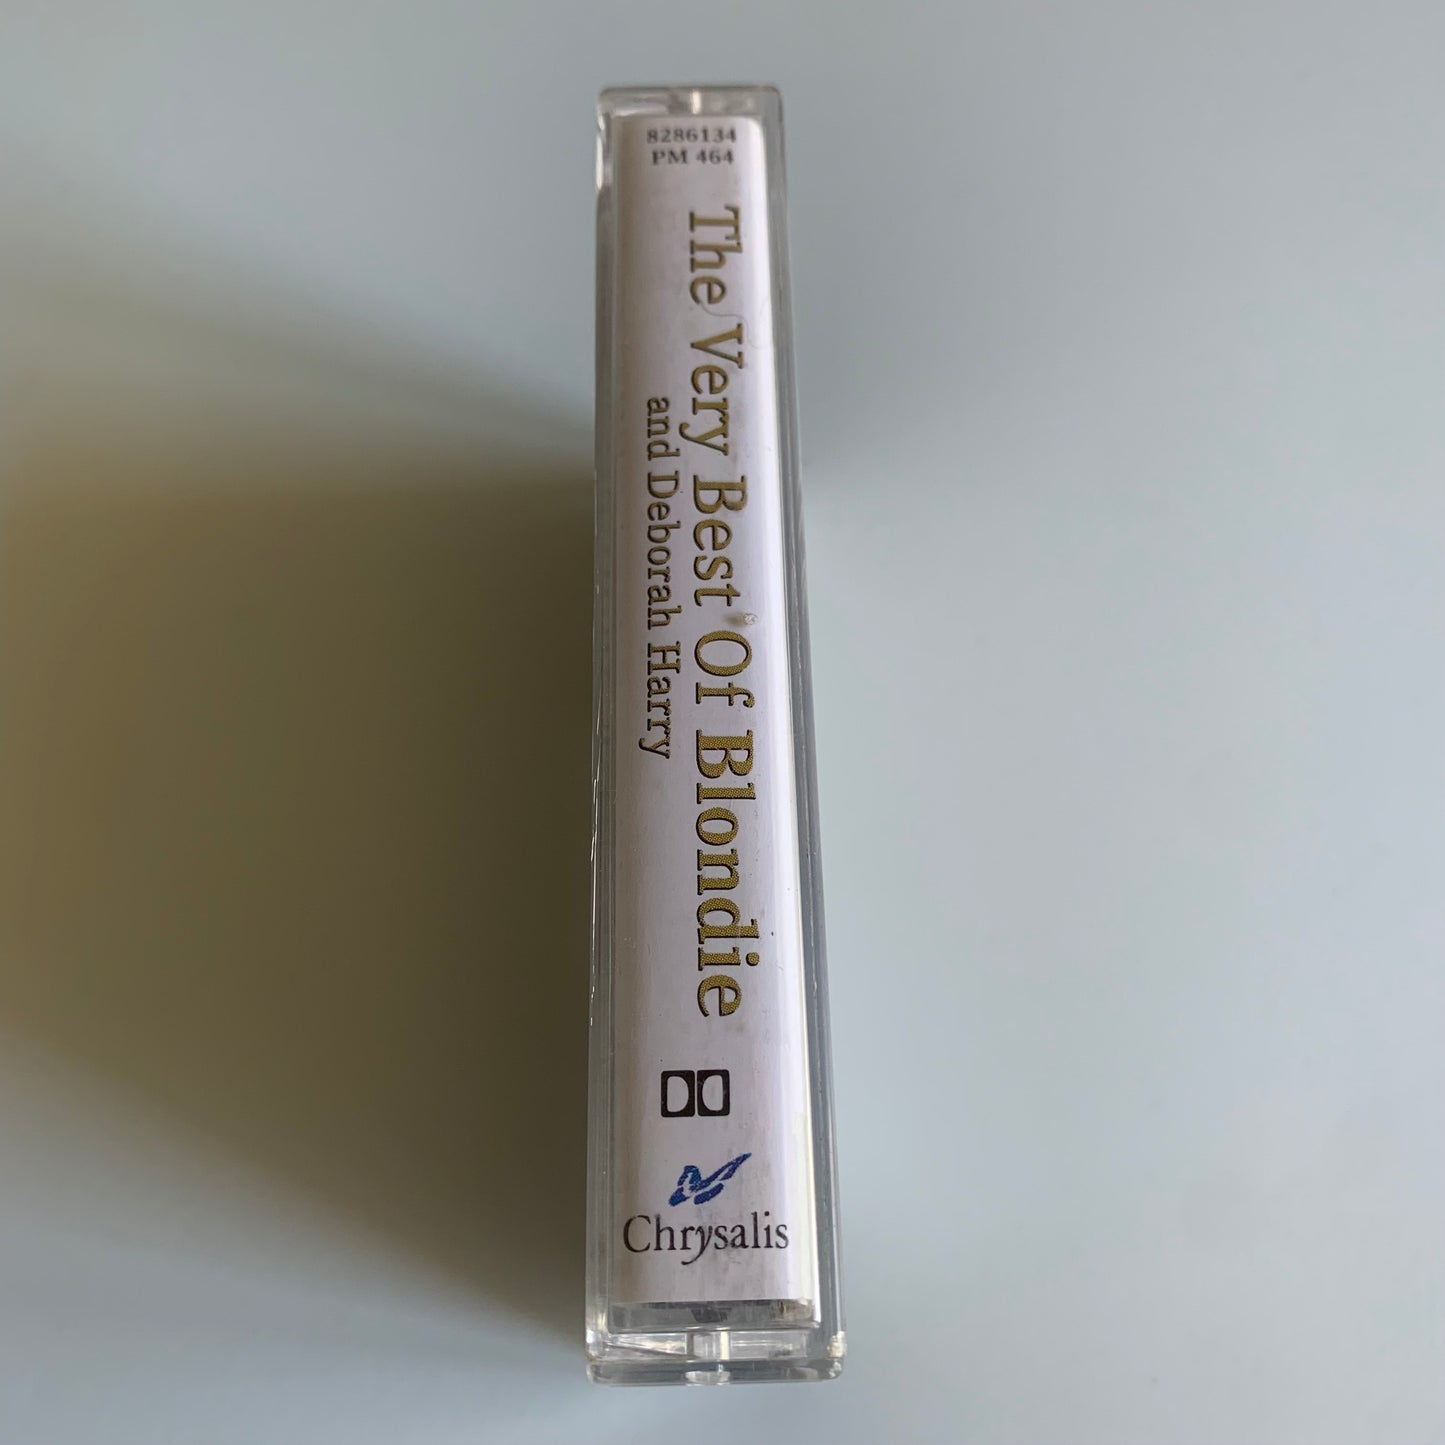 8286134
PM 464
The Very Best Of Blondie
and Deborah Harry
Chrysalis